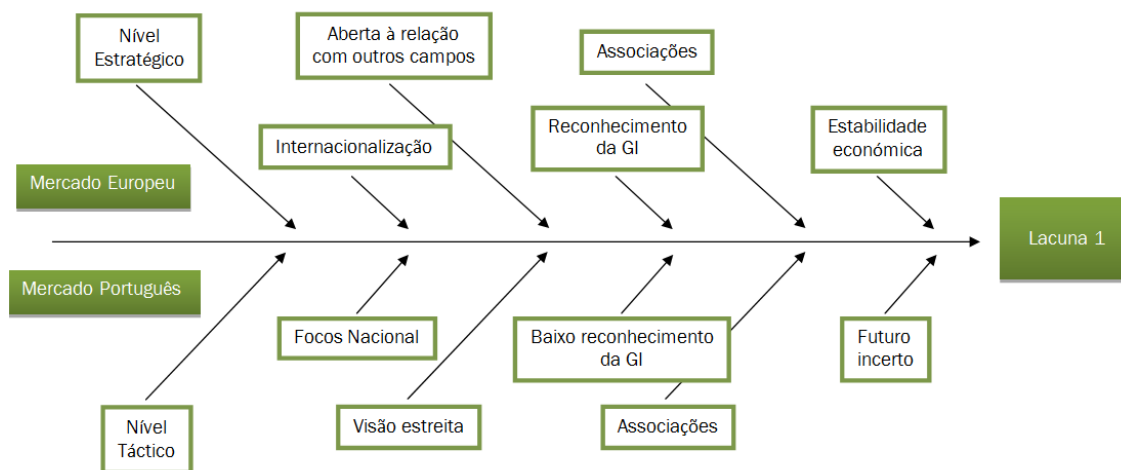 Nível
Estratégico
Aberta à relação
com outros campos
Associações
Internacionalização
Reconhecimento
da GI
Estabilidade
económica
Mercado Europeu
Lacuna 1
Mercado Português
Focos Nacional
Baixo reconhecimento
da GI
Futuro
incerto
Nível
Táctico
Visão estreita
Associações